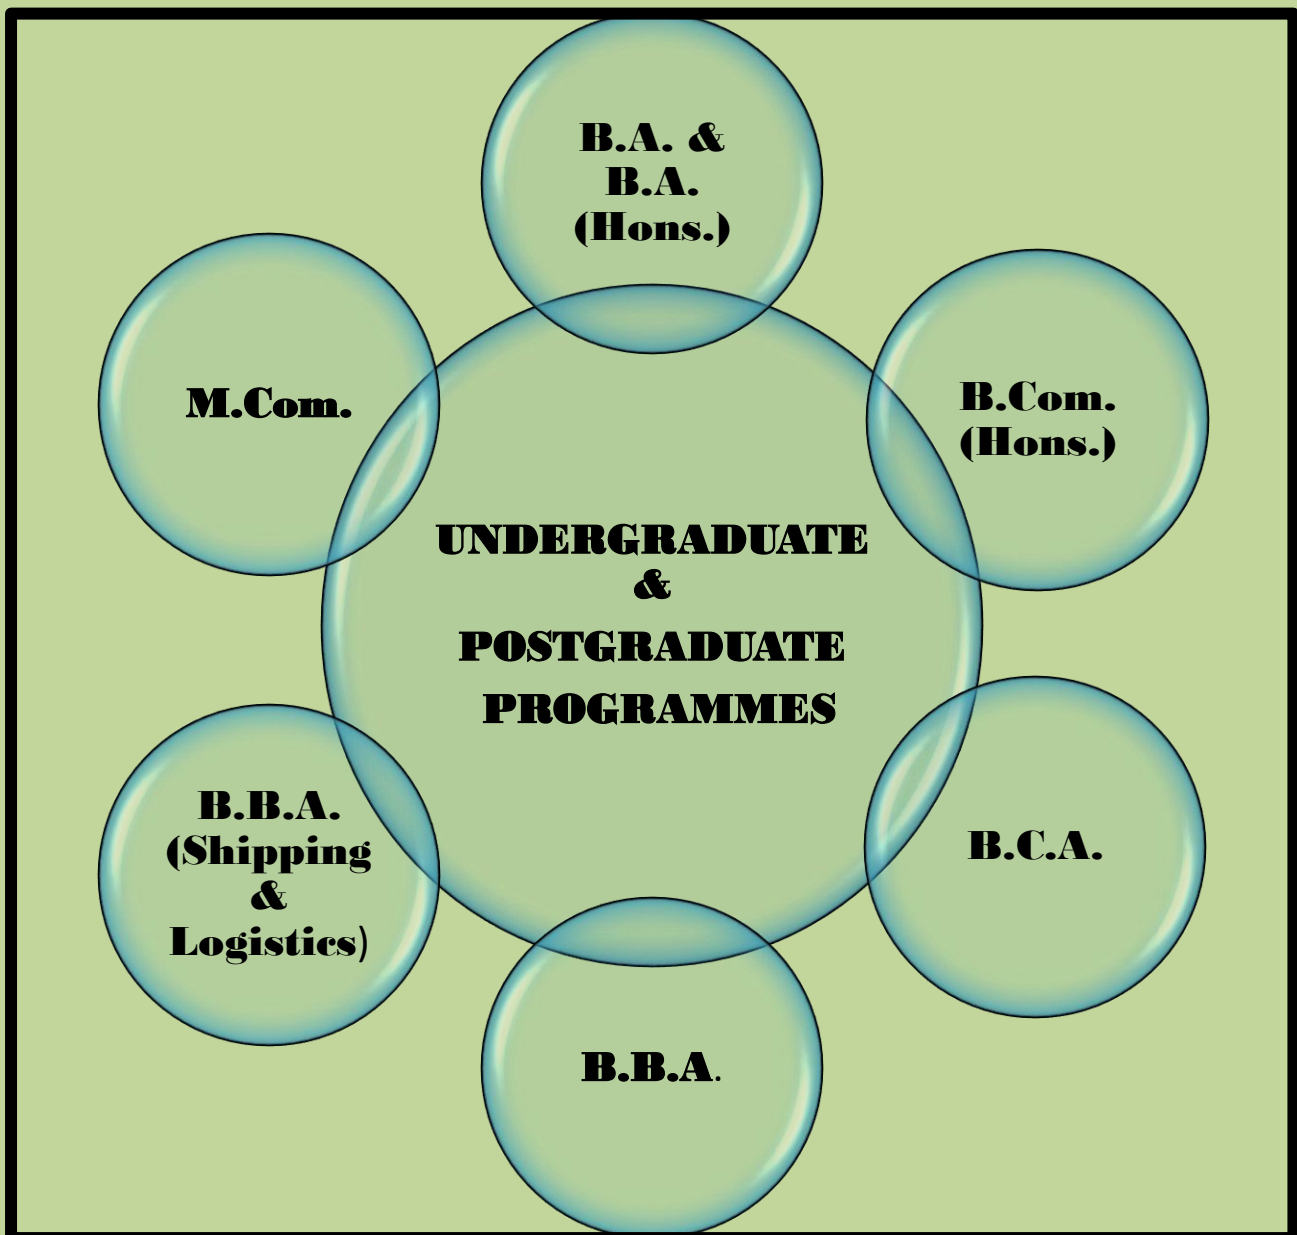 B.A. &
B.A.
(Hons.)
M.Com.
B.Com.
(Hons.)
UNDERGRADUATE
&
POSTGRADUATE
PROGRAMMES
B.B.A.
(Shipping
&
Logistics)
B.C.A.
B.B.A.